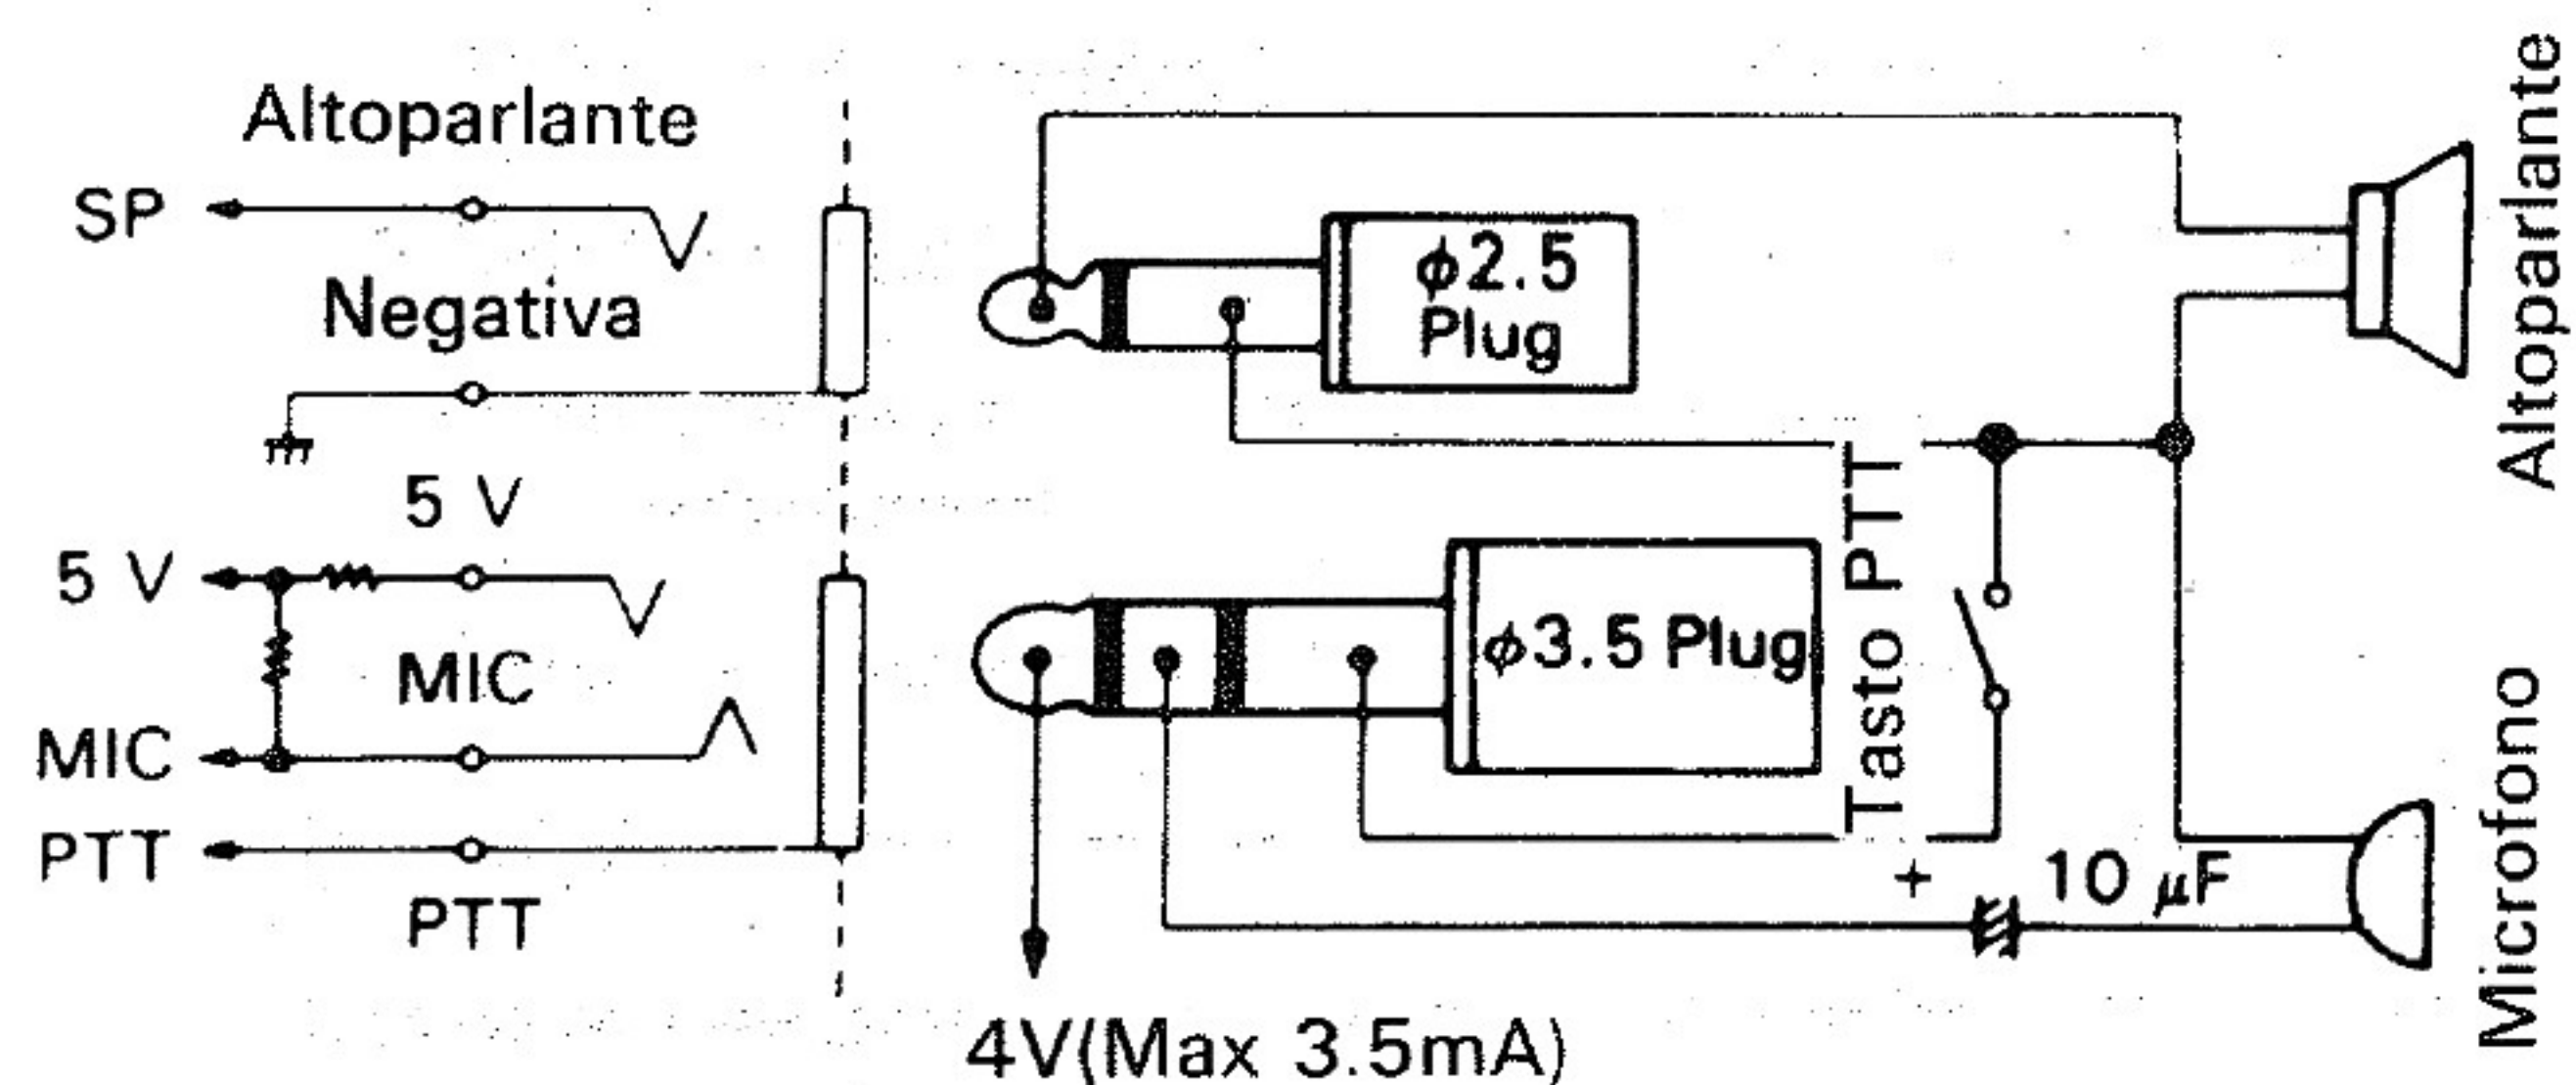 Altoparlante
SP
Negativa
5 V
5 V
MIC
MIC
PTT
PTT
φ2.5
Plug
φ3.5 Plug
4V(Max 3.5mA)
Tasto PTT
+
10 μF
Altoparlante
Microfono